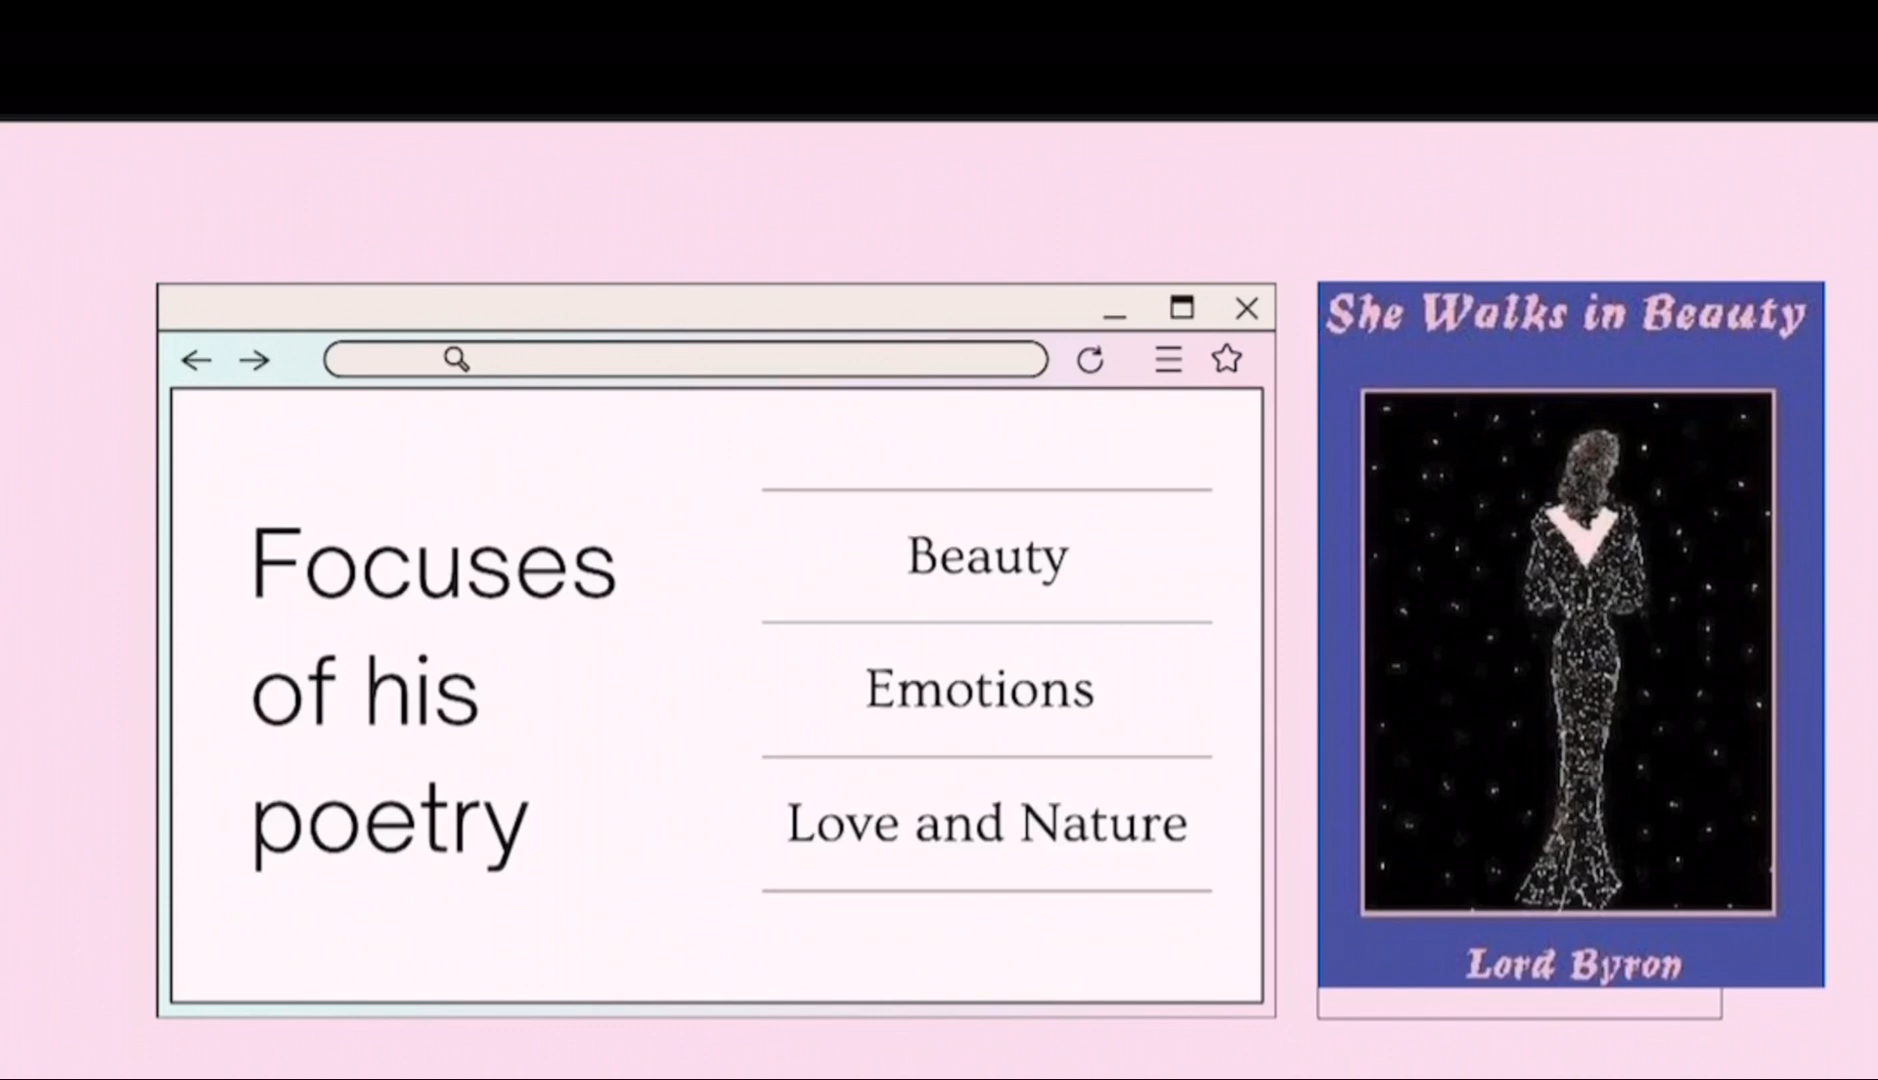 Focuses
of his
poetry
Beauty
Emotions
Love and Nature
She Walks in Beauty
Lord Byron